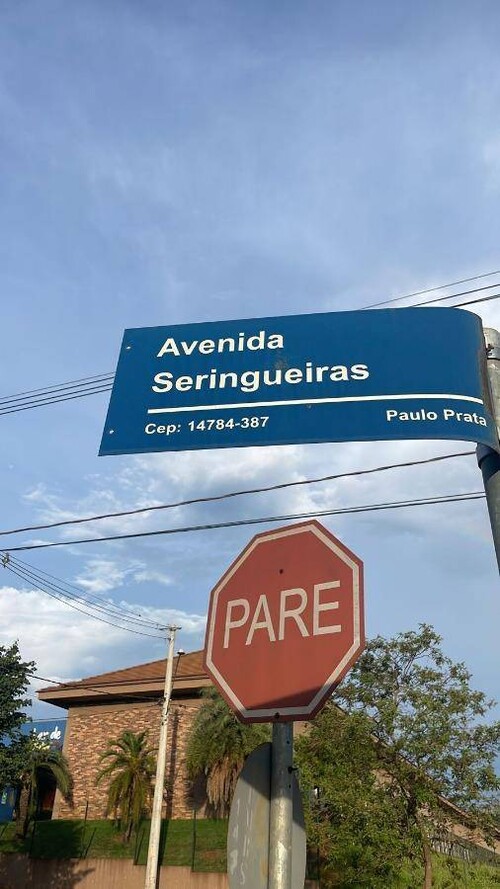 Avenida
Seringueiras
Cep: 14784-387
Paulo Prata
PARE